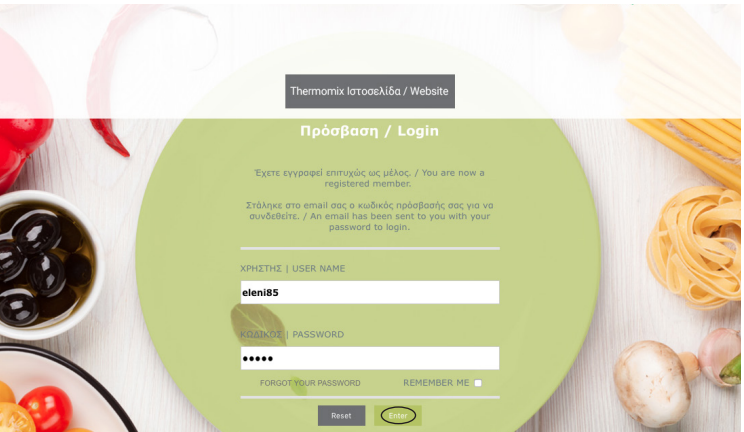 Thermomix Ιστοσελίδα / Website
Πρόσβαση / Login
Έχετε εγγραφεί επιτυχώς ως μέλος. / You are now a
registered member.
Στάληκε στο email σας ο κωδικός πρόσβασής σας για να
συνδεθείτε. / An email has been sent to you with your
password to login.
ΧΡΗΣΤΗΣ | USER NAME
eleni85
ΚΩΔΙΚΟΣ | PASSWORD
•••••
FORGOT YOUR PASSWORD REMEMBER ME
Reset Enter